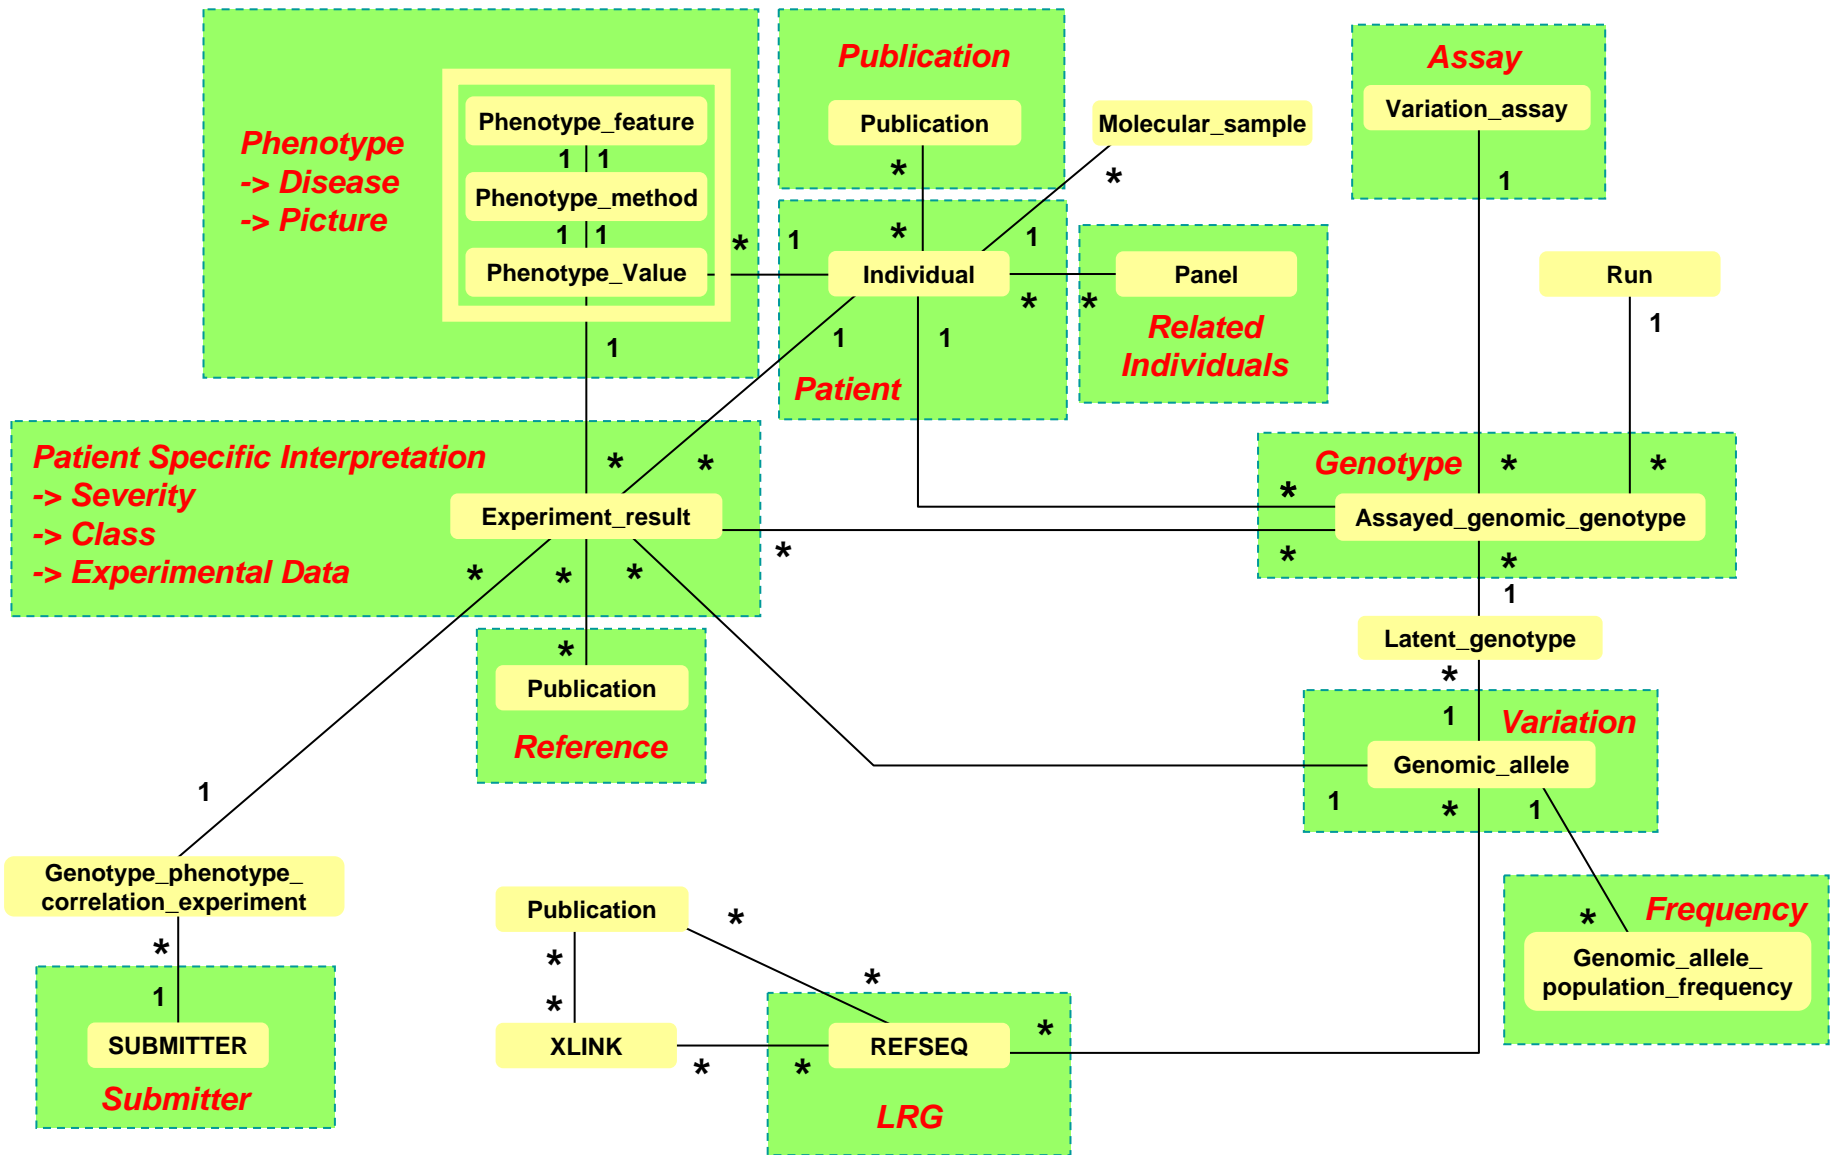 Phenotype
-> Disease
-> Picture
Phenotype_feature
1 1
Phenotype_method
1 1
Phenotype_Value
*
1
1
Publication
Publication
*
*
Molecular_sample
*
1
Individual
*
*
Panel
Related
Individuals
1
1
Patient
Assay
Variation_assay
1
Run
1
Patient Specific Interpretation
-> Severity
-> Class
-> Experimental Data
*
*
Experiment_result
*
*
*
*
Genotype
*
*
*
Assayed_genomic_genotype
*
*
1
Latent_genotype
*
1
Variation
Genomic_allele
1
*
1
*
Publication
Reference
1
Genotype_phenotype_
correlation_experiment
*
1
SUBMITTER
Submitter
Publication
*
*
*
*
XLINK
*
*
REFSEQ
*
LRG
Frequency
*
Genomic_allele_
population_frequency